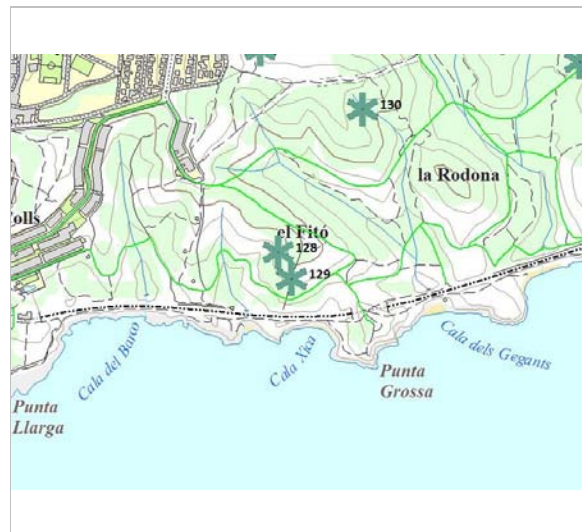 130
la Rodona
olls
el Fitó
128
129
Cala del Barco
Cala Xica
Cala dels Gegants
Punta
Grossa
Punta
Llarga